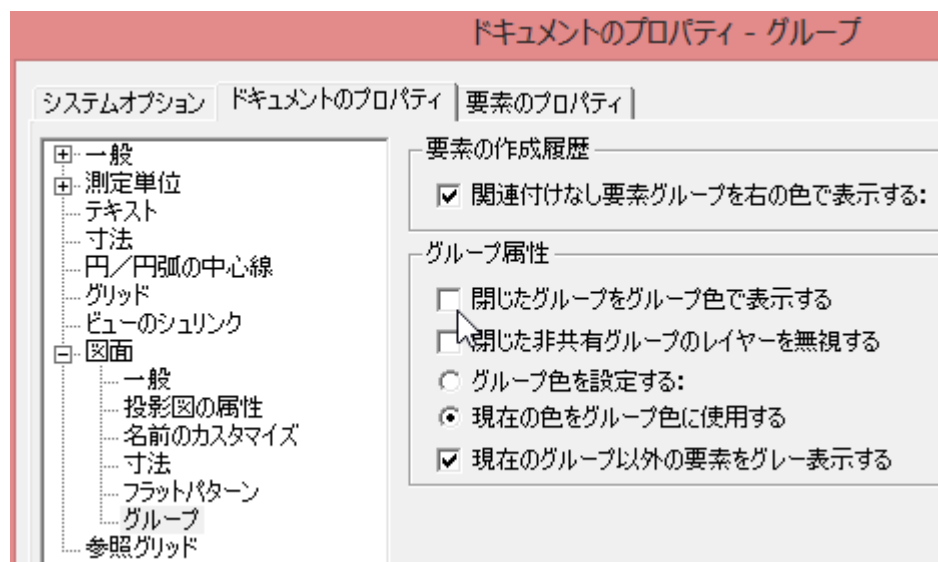 ドキュメントのプロパティ - グループ
システムオプション ドキュメントのプロパティ 要素のプロパティ
一般
測定単位
テキスト
寸法
円／円弧の中心線
グリッド
ビューのシュリンク
図面
一般
投影図の属性
名前のカスタマイズ
寸法
フラットパターン
グループ
参照グリッド
要素の作成履歴
関連付けなし要素グループを右の色で表示する:
グループ属性
閉じたグループをグループ色で表示する
閉じた非共有グループのレイヤーを無視する
グループ色を設定する:
現在の色をグループ色に使用する
現在のグループ以外の要素をグレー表示する